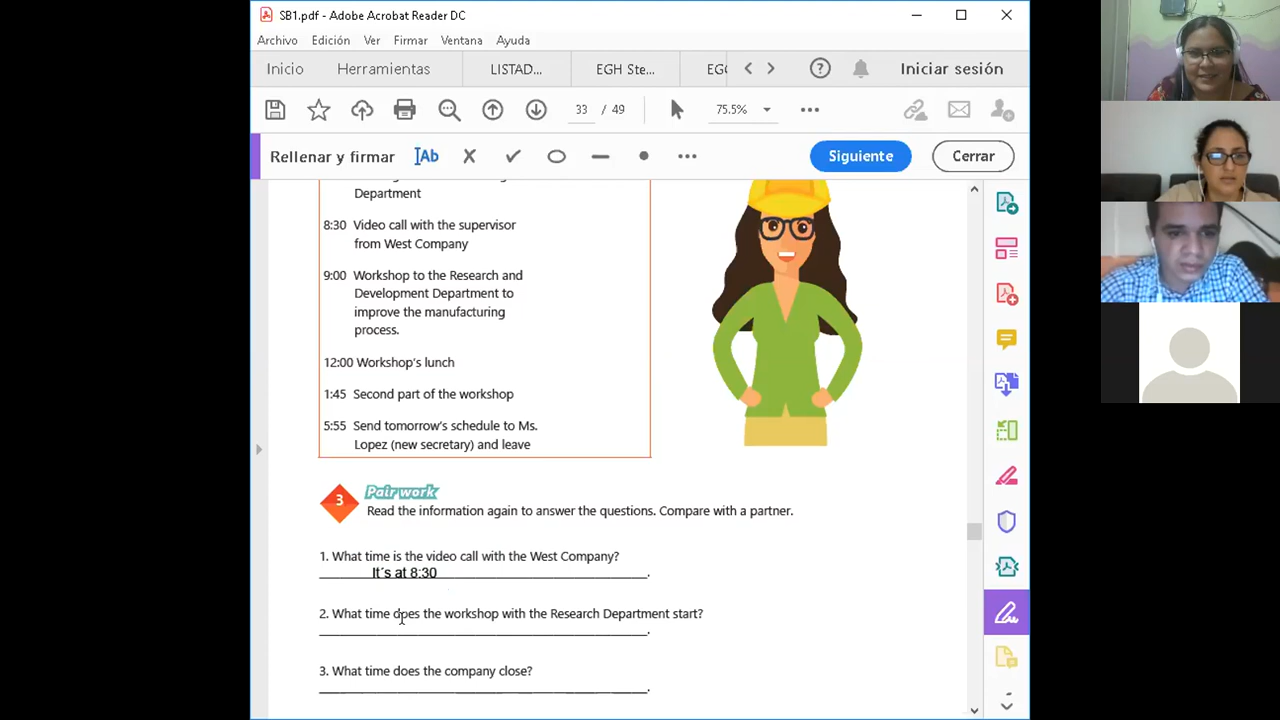 SB1.pdf - Adobe Acrobat Reader DC
Archivo Edición Ver Firmar Ventana Ayuda
Inicio Herramientas LISTAD... EGH Ste... EGC Iniciar sesión
33 / 49 75.5%
Rellenar y firmar Ab Siguiente Cerrar
Department
8:30 Video call with the supervisor
from West Company
9:00 Workshop to the Research and
Development Department to
improve the manufacturing
process.
12:00 Workshop's lunch
1:45 Second part of the workshop
5:55 Send tomorrow's schedule to Ms.
Lopez (new secretary) and leave
3 Pair work
Read the information again to answer the questions. Compare with a partner.
1. What time is the video call with the West Company?
It´s at 8:30
2. What time does the workshop with the Research Department start?
3. What time does the company close?